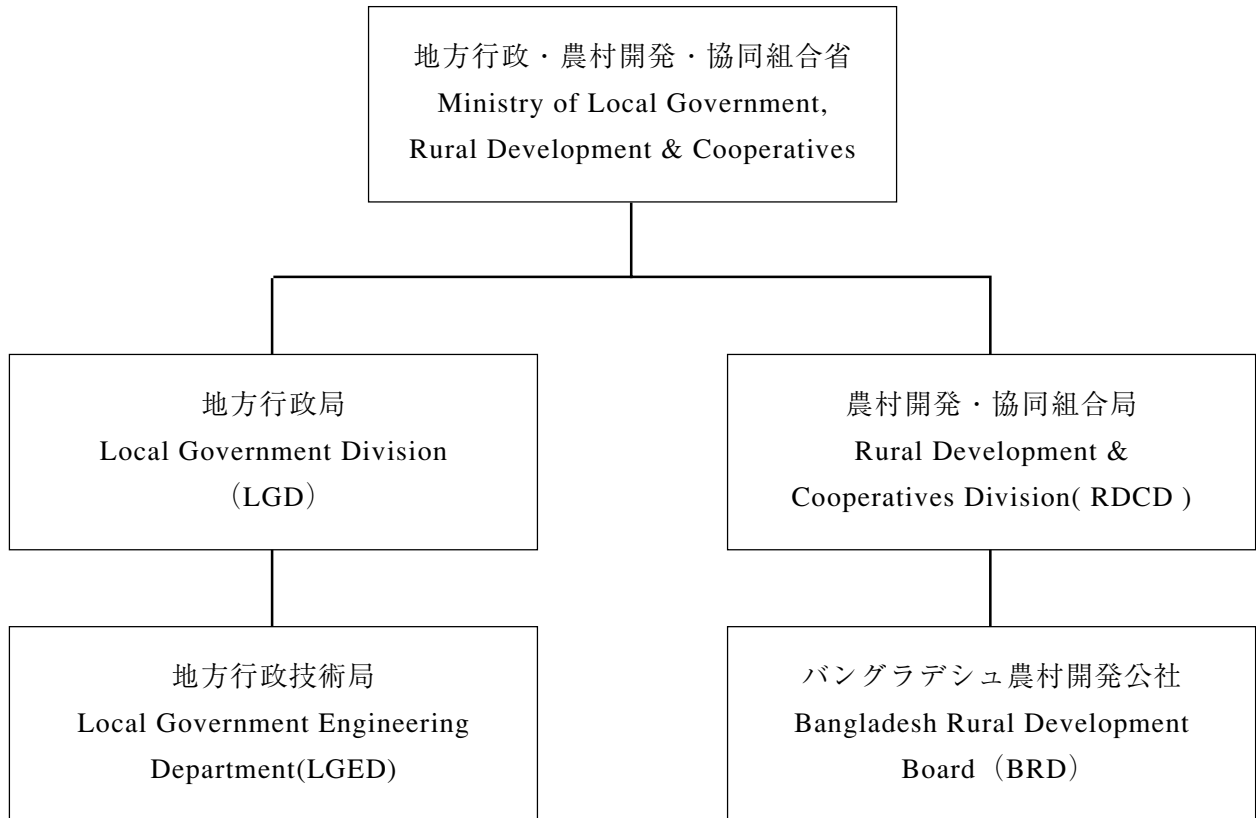 地方行政・農村開発・協同組合省
Ministry of Local Government,
Rural Development & Cooperatives
地方行政局
Local Government Division
（LGD）
農村開発・協同組合局
Rural Development &
Cooperatives Division( RDCD )
地方行政技術局
Local Government Engineering
Department(LGED)
バングラデシュ農村開発公社
Bangladesh Rural Development
Board（BRD）